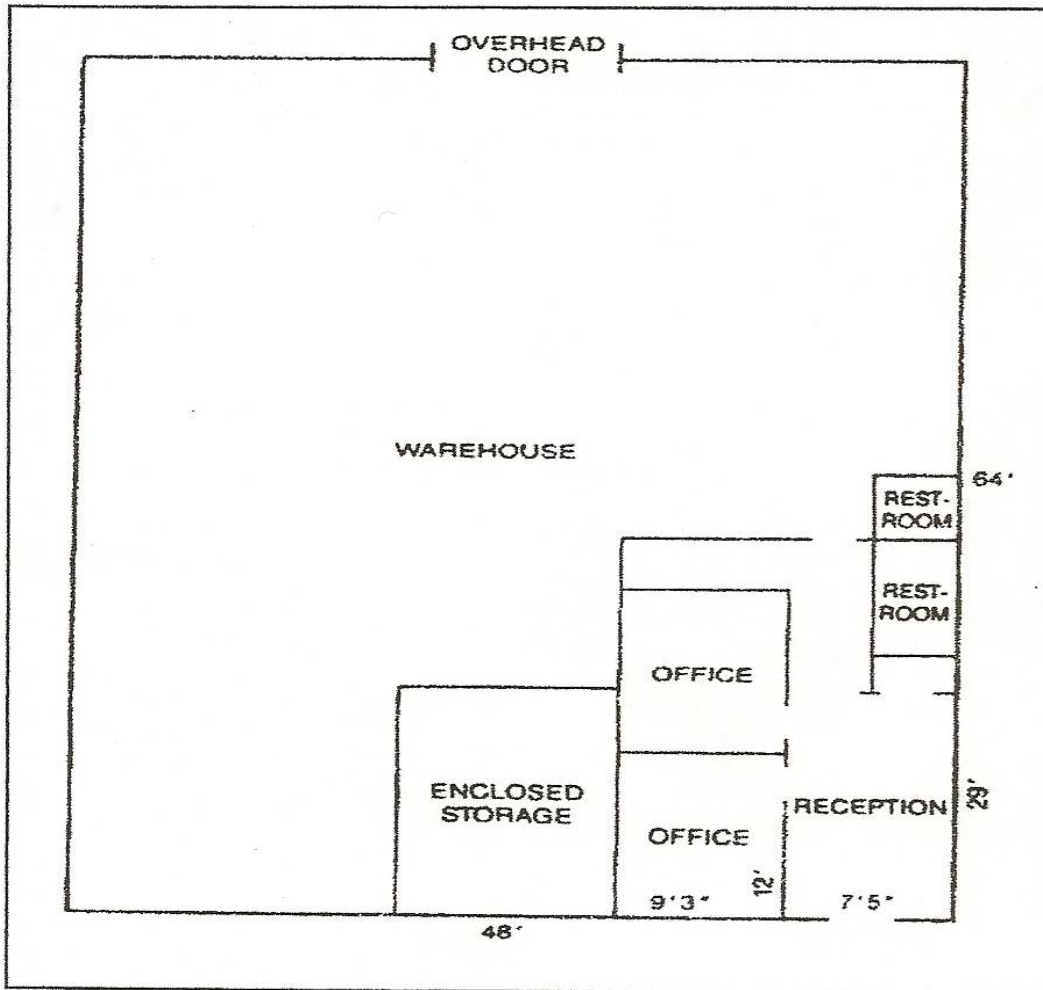 OVERHEAD
DOOR
WAREHOUSE
64'
REST-
ROOM
REST-
ROOM
OFFICE
ENCLOSED
STORAGE
OFFICE
RECEPTION
29'
12'
9'3"
7'5"
48'